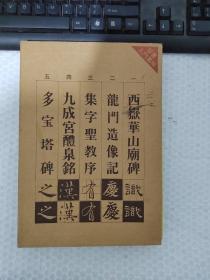 一 西嶽華山廟碑 識 識
二 龍門造像記 慶 慶
三 集字聖教序 有 有
四 九成宮醴泉銘 漢 漢
五 多宝塔碑 之 之